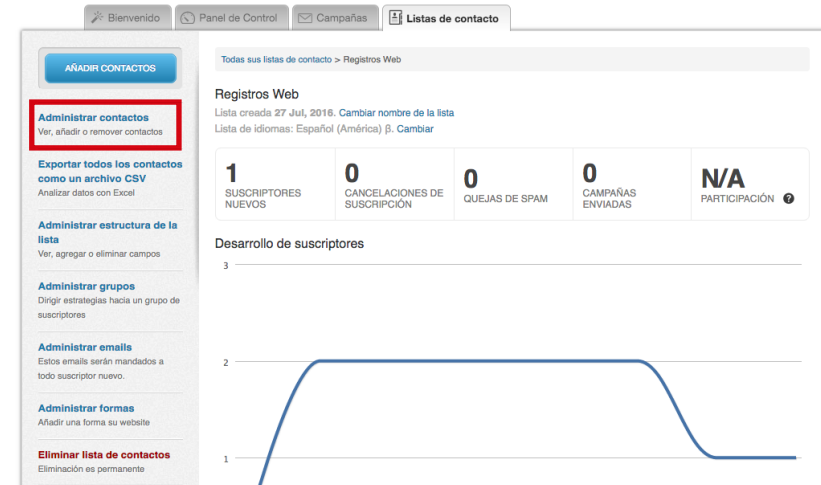 Bienvenido
Panel de Control
Campañas
Listas de contacto
AÑADIR CONTACTOS
Administrar contactos
Ver, añadir o remover contactos
Exportar todos los contactos
como un archivo CSV
Analizar datos con Excel
Administrar estructura de la
lista
Ver, agregar o eliminar campos
Administrar grupos
Dirigir estrategias hacia un grupo de
suscriptores
Administrar emails
Estos emails serán mandados a
todo suscriptor nuevo.
Administrar formas
Añadir una forma su website
Eliminar lista de contactos
Eliminación es permanente
Todas sus listas de contacto > Registros Web
Registros Web
Lista creada 27 Jul, 2016. Cambiar nombre de la lista
Lista de idiomas: Español (América) β. Cambiar
1
SUSCRIPTORES
NUEVOS
0
CANCELACIONES DE
SUSCRIPCIÓN
0
QUEJAS DE SPAM
0
CAMPAÑAS
ENVIADAS
N/A
PARTICIPACIÓN ?
Desarrollo de suscriptores
3
2
1